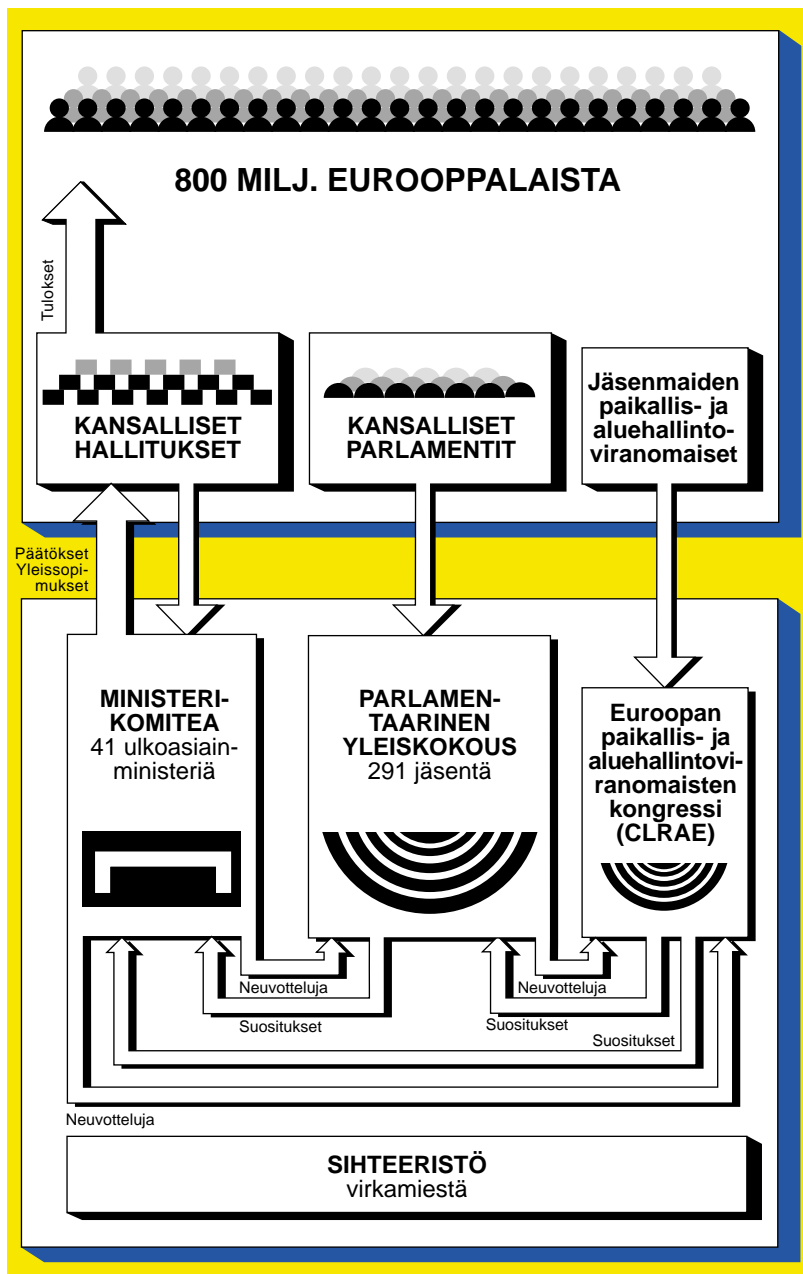 800 MILJ. EUROOPPALAISTA
Tulokset
KANSALLISET
HALLITUKSET
KANSALLISET
PARLAMENTIT
Jäsenmaiden
paikallis- ja
aluehallinto-
viranomaiset
Päätökset
Yleissopi-
mukset
MINISTERI-
KOMITEA
41 ulkoasiain-
ministeriä
PARLAMEN-
TAARINEN
YLEISKOKOUS
291 jäsentä
Euroopan
paikallis- ja
aluehallintovi-
ranomaisten
kongressi
(CLRAE)
Neuvotteluja
Neuvotteluja
Suositukset
Suositukset
Suositukset
Neuvotteluja
SIHTEERISTÖ
virkamiestä